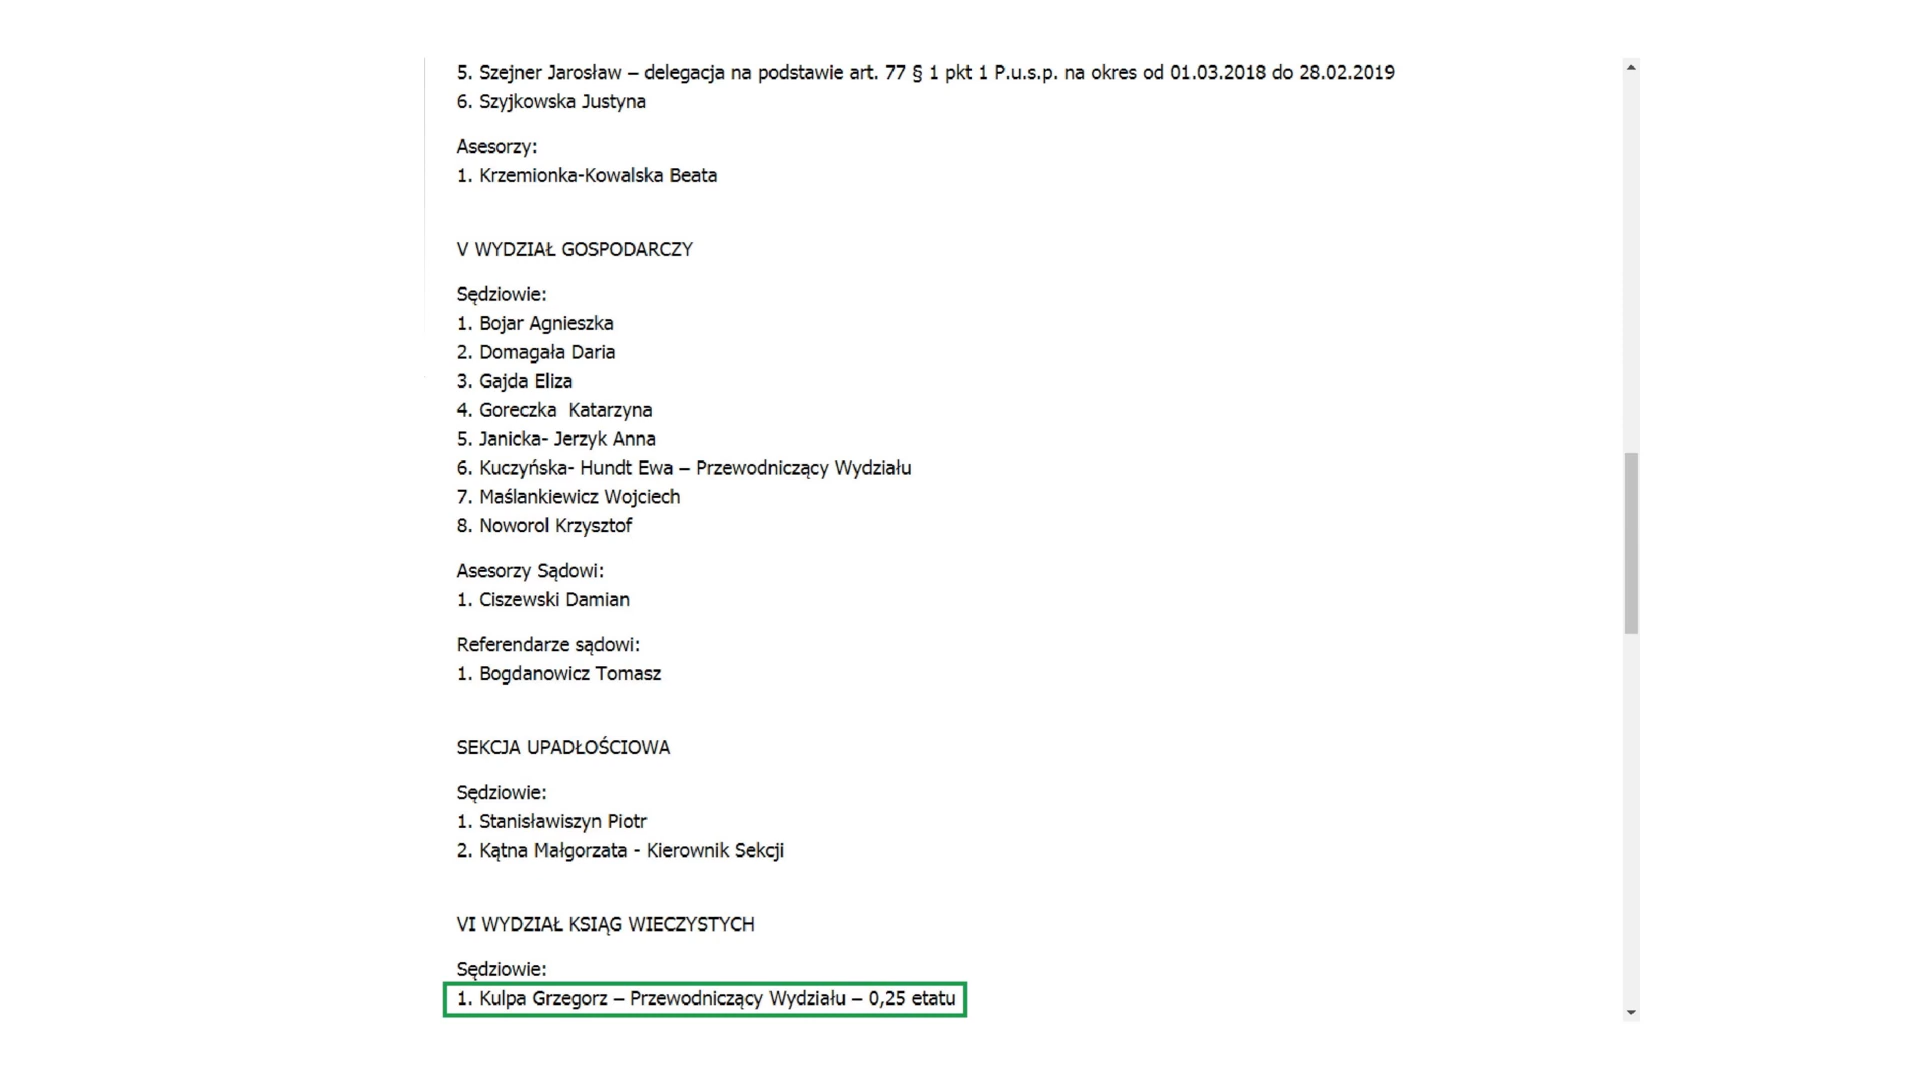 5. Szejner Jarosław – delegacja na podstawie art. 77 § 1 pkt 1 P.u.s.p. na okres od 01.03.2018 do 28.02.2019
6. Szyjkowska Justyna
Asesorzy:
1. Krzemionka-Kowalska Beata
V WYDZIAŁ GOSPODARCZY
Sędziowie:
1. Bojar Agnieszka
2. Domagała Daria
3. Gajda Eliza
4. Goreczka  Katarzyna
5. Janicka- Jerzyk Anna
6. Kuczyńska- Hundt Ewa – Przewodniczący Wydziału
7. Maślankiewicz Wojciech
8. Noworol Krzysztof
Asesorzy Sądowi:
1. Ciszewski Damian
Referendarze sądowi:
1. Bogdanowicz Tomasz
SEKCJA UPADŁOŚCIOWA
Sędziowie:
1. Stanisławiszyn Piotr
2. Kątna Małgorzata - Kierownik Sekcji
VI WYDZIAŁ KSIĄG WIECZYSTYCH
Sędziowie:
1. Kulpa Grzegorz – Przewodniczący Wydziału – 0,25 etatu